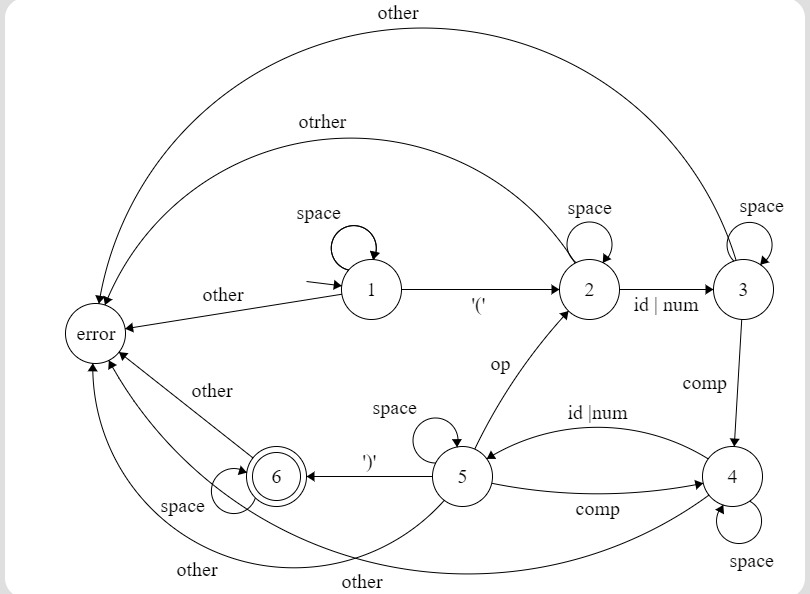 other
otrher
space
space
space
other
1
'('
2
id | num
3
error
op
comp
other
space
id |num
')'
6
5
4
space
comp
space
other
other